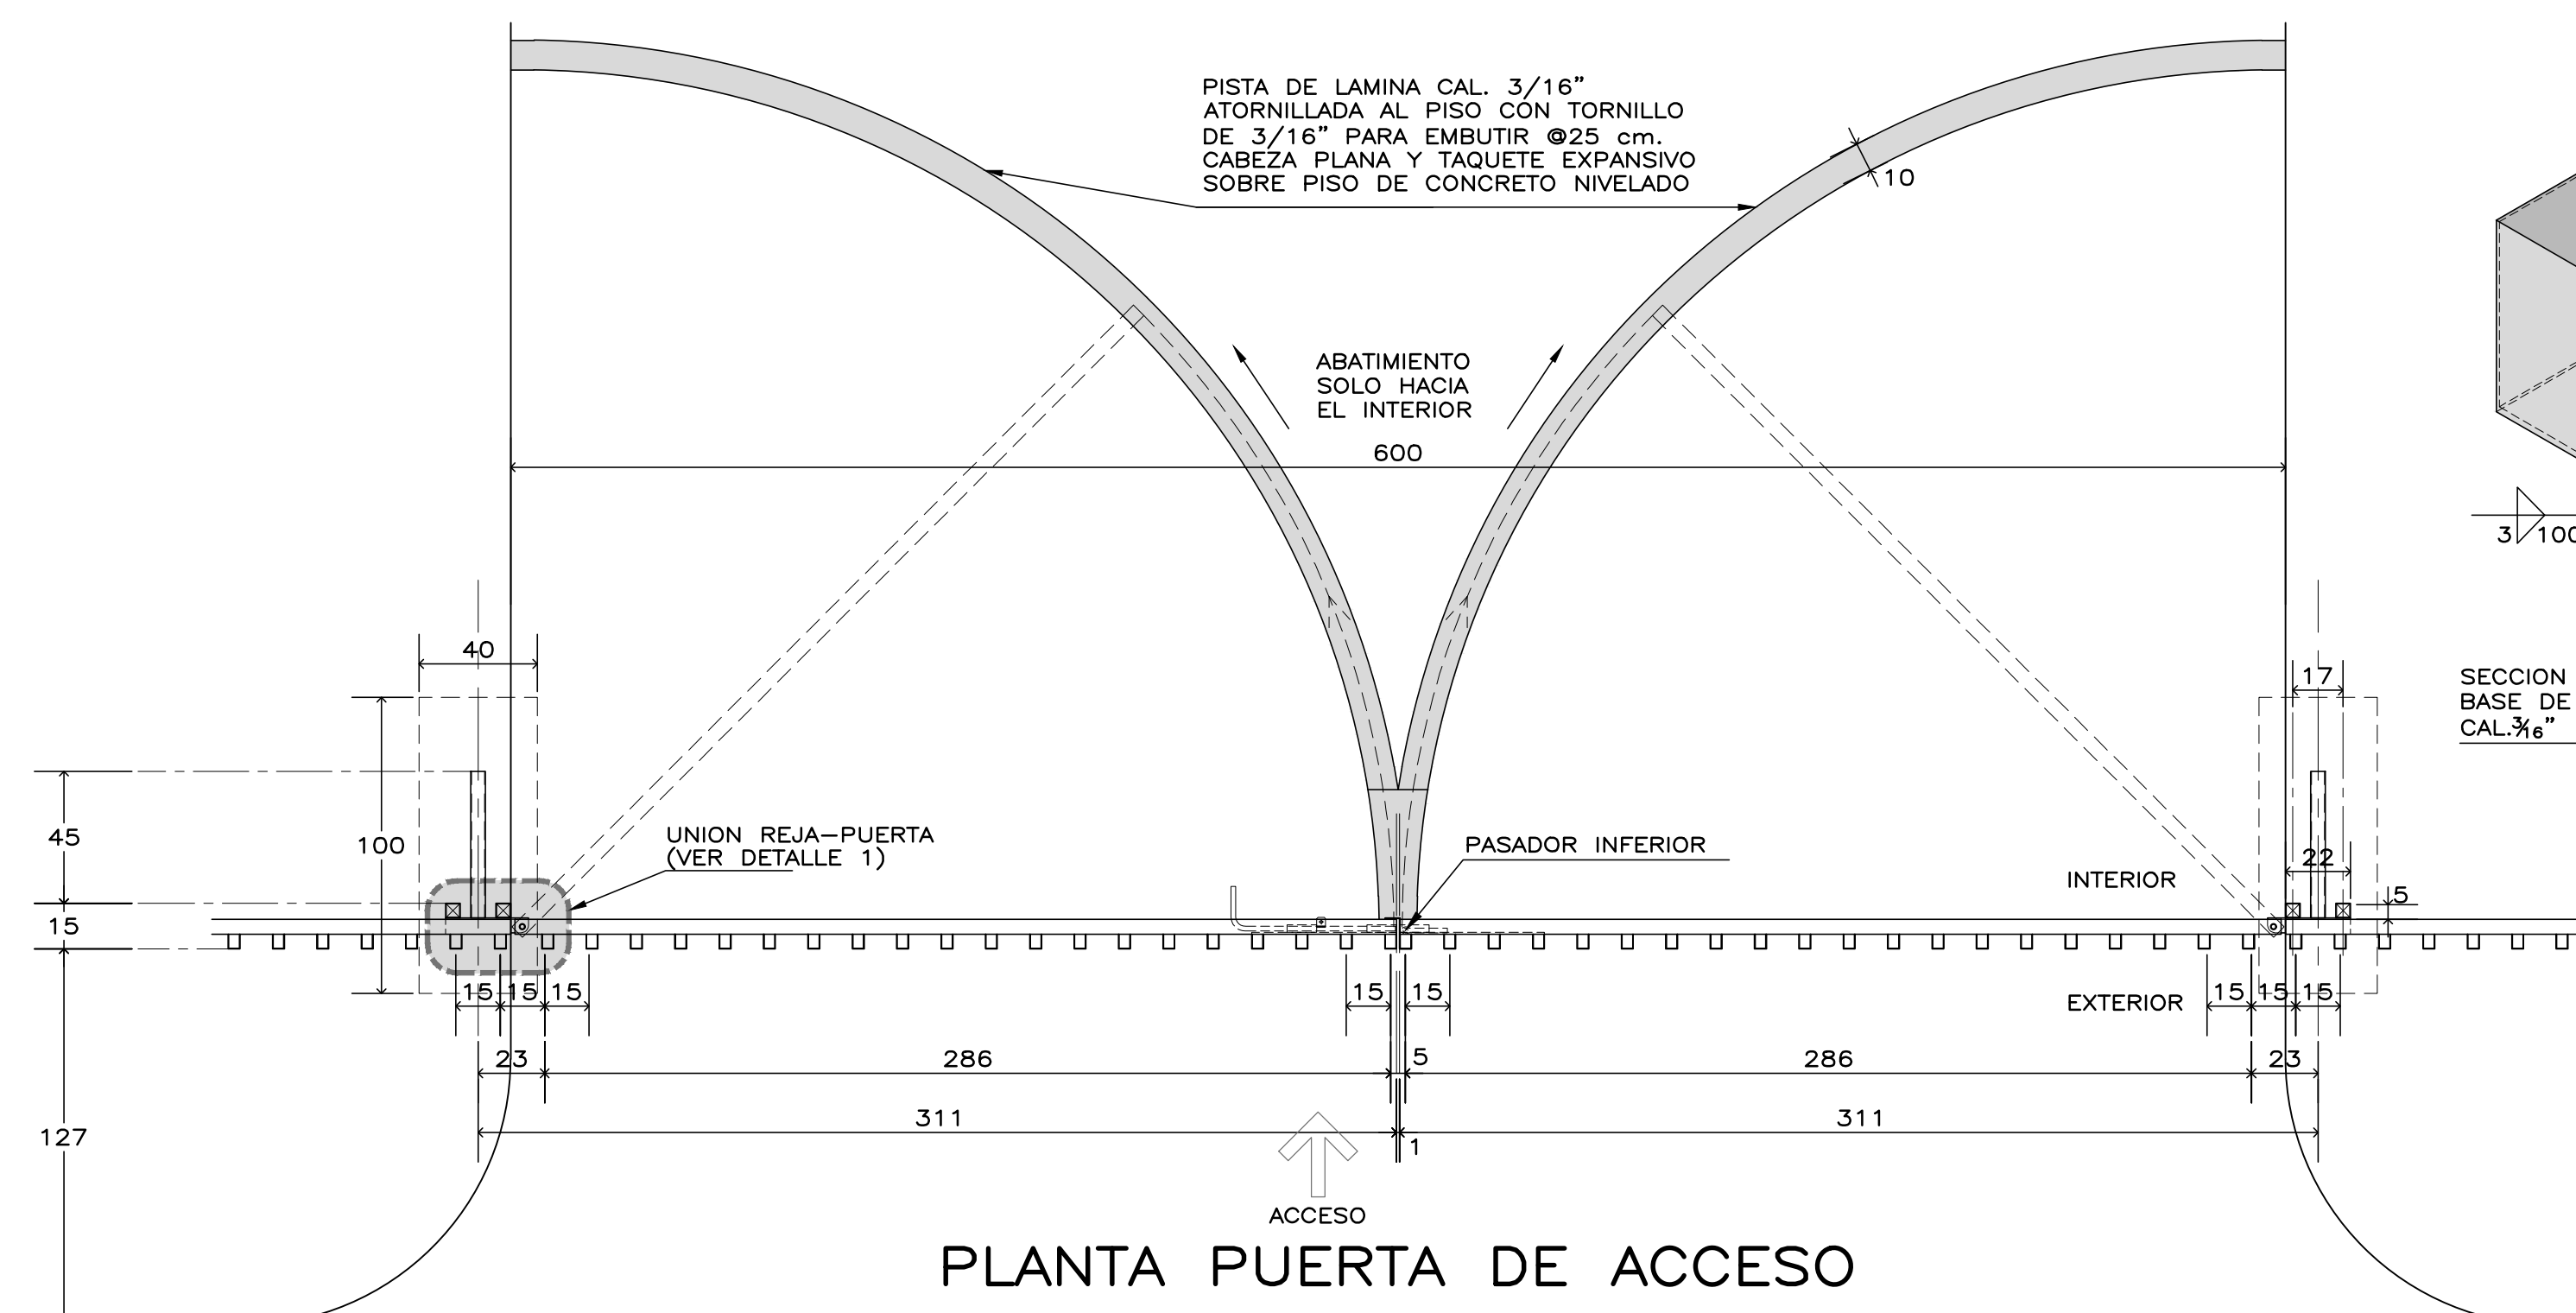 PISTA DE LAMINA CAL. 3/16"
ATORNILLADA AL PISO CON TORNILLO
DE 3/16" PARA EMBUTIR @25 cm.
CABEZA PLANA Y TAQUETE EXPANSIVO
SOBRE PISO DE CONCRETO NIVELADO
10
ABATIMIENTO
SOLO HACIA
EL INTERIOR
600
3
100
40
17
SECCION
BASE DE
CAL.3/16"
45
100
UNION REJA-PUERTA
(VER DETALLE 1)
PASADOR INFERIOR
22
INTERIOR
5
15
15 15 15
15 15
EXTERIOR
15 15 15
23
286
5
286
23
311
1
311
127
ACCESO
PLANTA PUERTA DE ACCESO